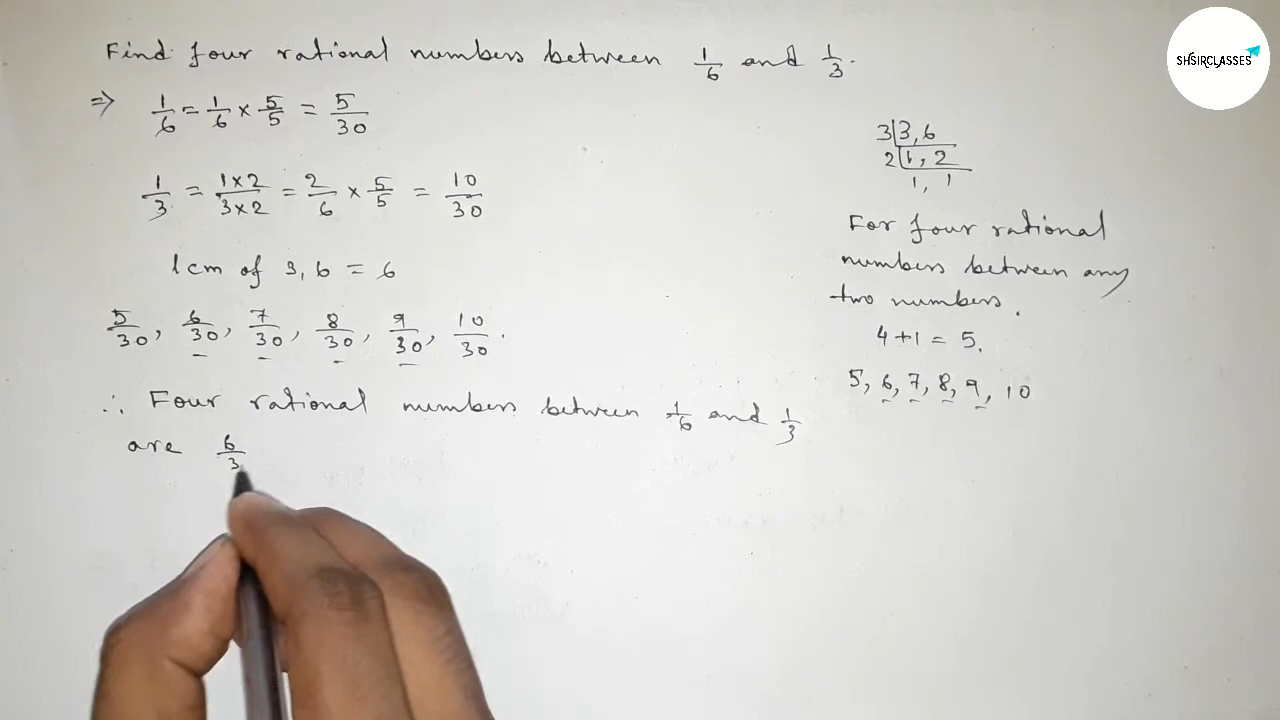 Find four rational numbers between 1/6 and 1/3.
⇒ 1/6 = 1/6 × 5/5 = 5/30
1/3 = 1×2/3×2 = 2/6 × 5/5 = 10/30
lcm of 3, 6 = 6
5/30, 6/30, 7/30, 8/30, 9/30, 10/30.
∴ Four rational numbers between 1/6 and 1/3
are 6/3
SHSIRCLASSES
3|3, 6
2|1, 2
1, 1
For four rational
numbers between any
two numbers.
4+1 = 5.
5, 6, 7, 8, 9, 10